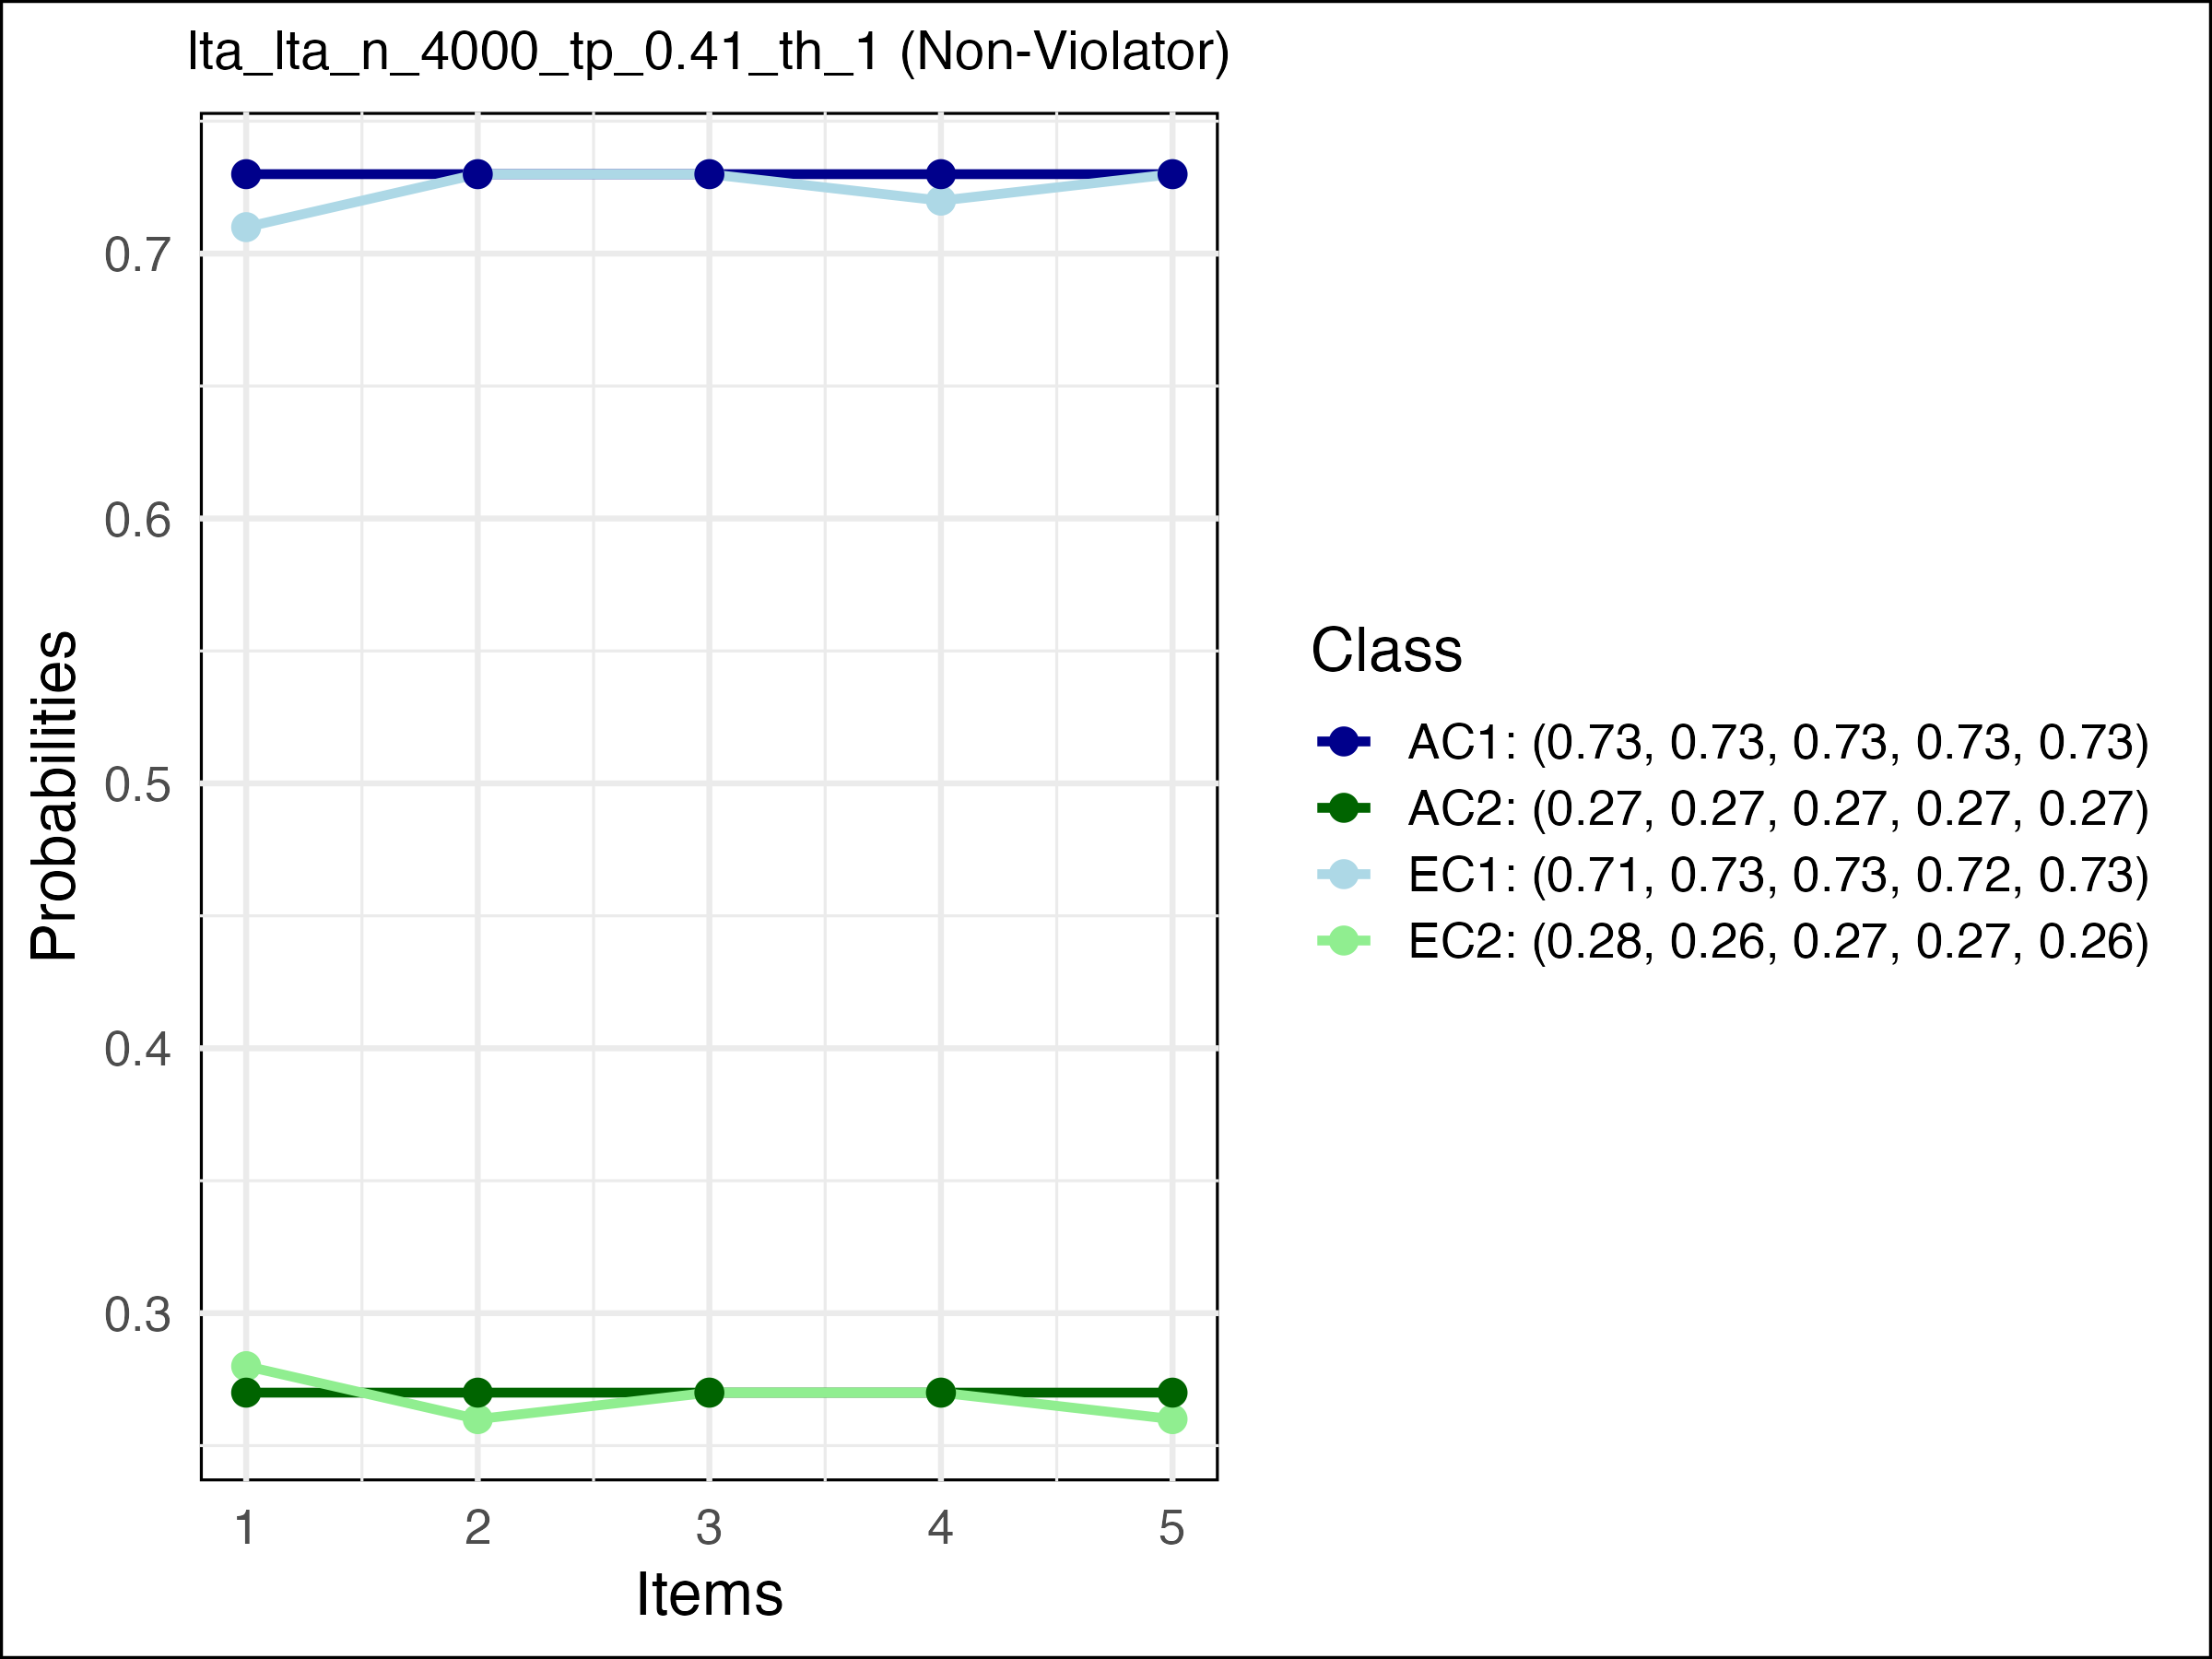 lta_lta_n_4000_tp_0.41_th_1 (Non-Violator)
Probabilities
0.7
0.6
0.5
0.4
0.3
1 2 3 4 5
Items
Class
AC1: (0.73, 0.73, 0.73, 0.73, 0.73)
AC2: (0.27, 0.27, 0.27, 0.27, 0.27)
EC1: (0.71, 0.73, 0.73, 0.72, 0.73)
EC2: (0.28, 0.26, 0.27, 0.27, 0.26)